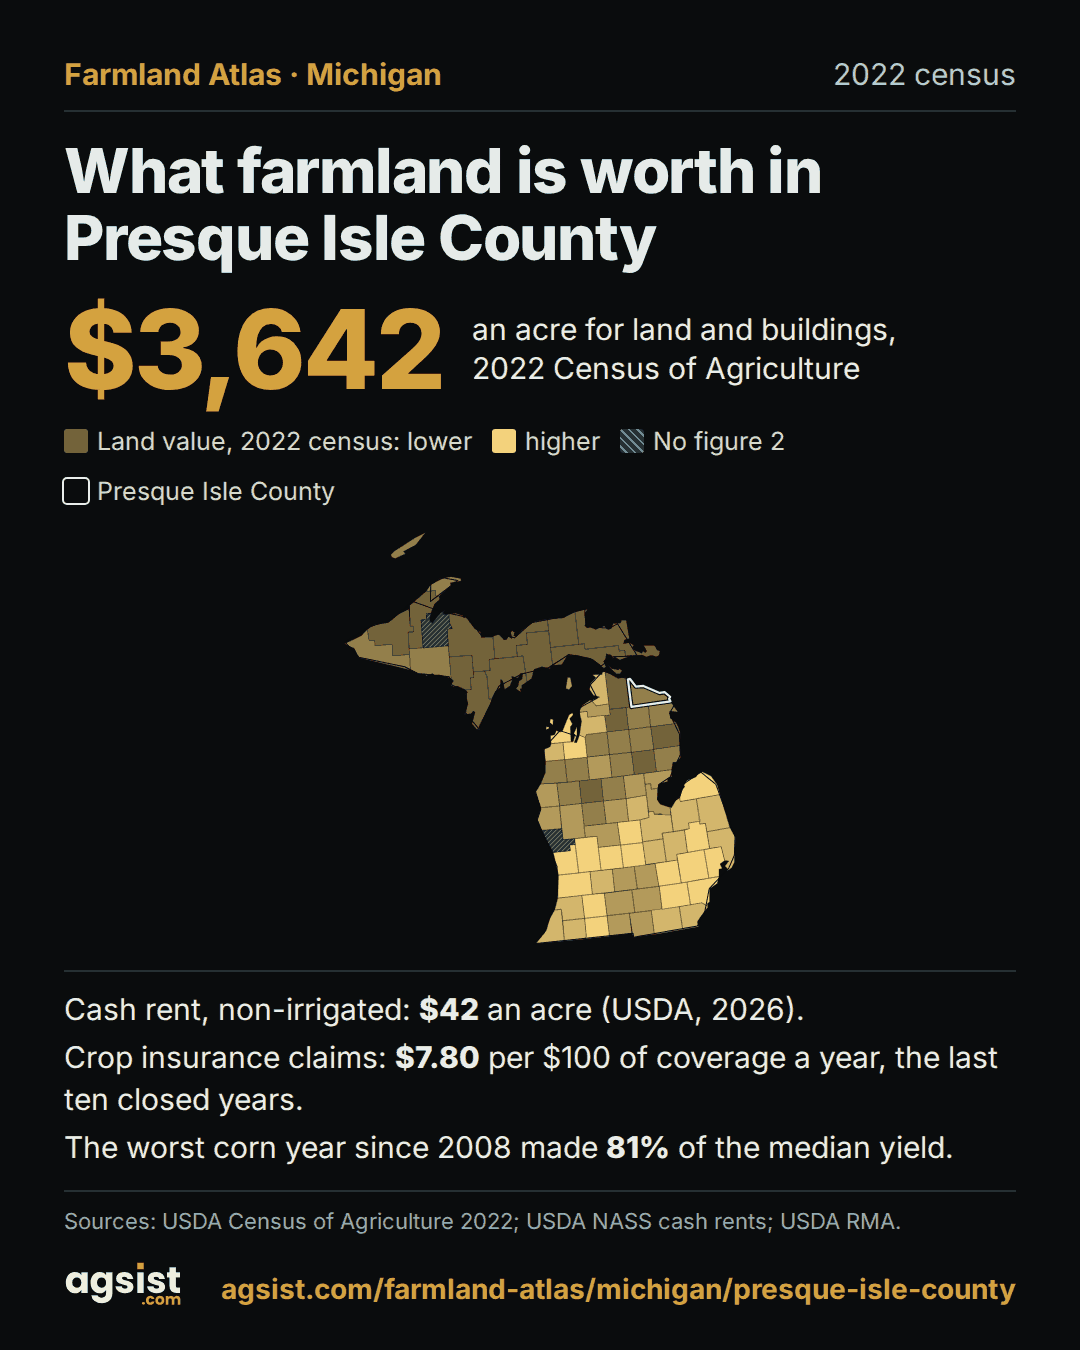 Farmland Atlas · Michigan
2022 census
What farmland is worth in
Presque Isle County
$3,642
an acre for land and buildings,
2022 Census of Agriculture
Land value, 2022 census: lower
higher
No figure 2
Presque Isle County
Cash rent, non-irrigated: $42 an acre (USDA, 2026).
Crop insurance claims: $7.80 per $100 of coverage a year, the last
ten closed years.
The worst corn year since 2008 made 81% of the median yield.
Sources: USDA Census of Agriculture 2022; USDA NASS cash rents; USDA RMA.
agsist
.com
agsist.com/farmland-atlas/michigan/presque-isle-county